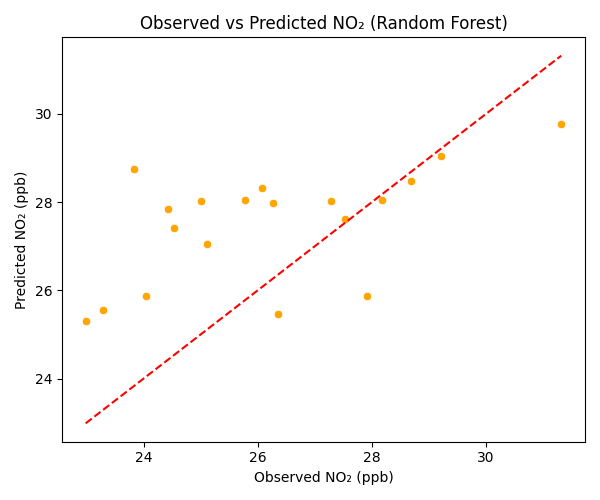 Observed vs Predicted NO₂ (Random Forest)
Predicted NO₂ (ppb)
30
28
26
24
24 26 28 30
Observed NO₂ (ppb)